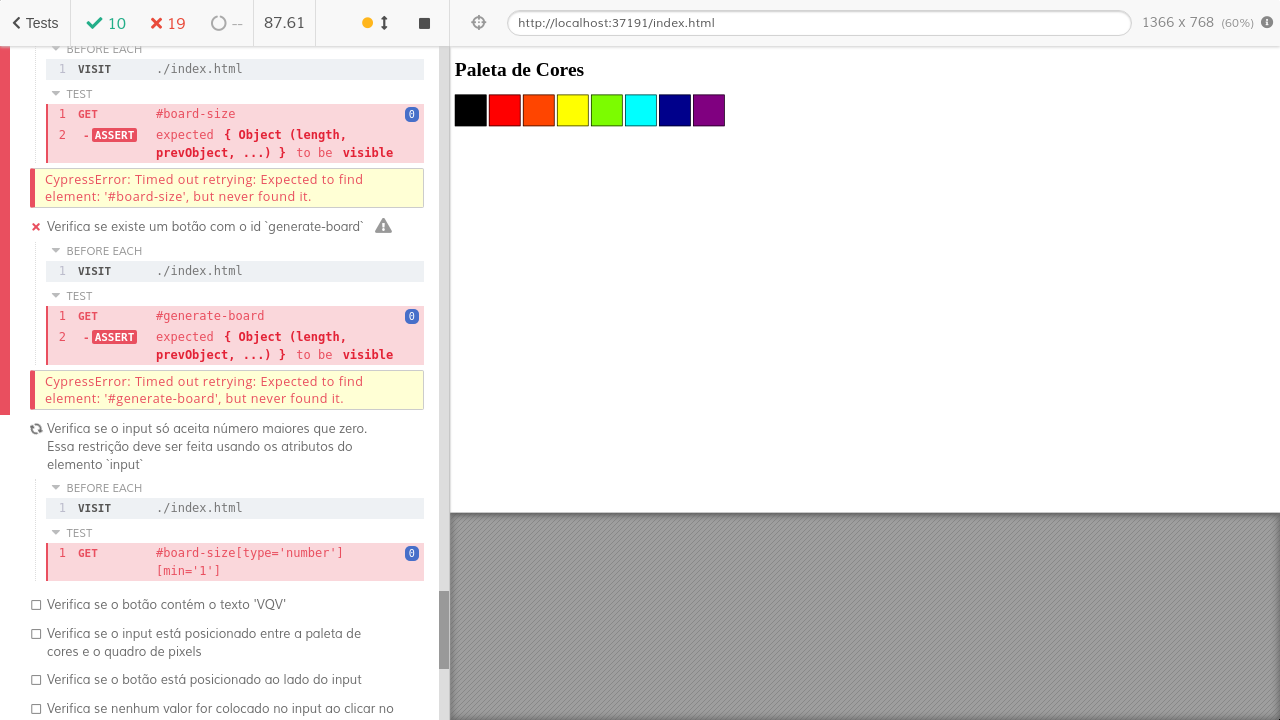 Tests 10 19 -- 87.61
http://localhost:37191/index.html 1366 x 768 (60%)
BEFORE EACH
1 VISIT ./index.html
TEST
1 GET #board-size 0
2 -ASSERT expected { Object (length,
prevObject, ...) } to be visible
CypressError: Timed out retrying: Expected to find
element: '#board-size', but never found it.
Verifica se existe um botão com o id `generate-board`
BEFORE EACH
1 VISIT ./index.html
TEST
1 GET #generate-board 0
2 -ASSERT expected { Object (length,
prevObject, ...) } to be visible
CypressError: Timed out retrying: Expected to find
element: '#generate-board', but never found it.
Verifica se o input só aceita número maiores que zero.
Essa restrição deve ser feita usando os atributos do
elemento `input`
BEFORE EACH
1 VISIT ./index.html
TEST
1 GET #board-size[type='number'] 0
[min='1']
Verifica se o botão contém o texto 'VQV'
Verifica se o input está posicionado entre a paleta de
cores e o quadro de pixels
Verifica se o botão está posicionado ao lado do input
Verifica se nenhum valor for colocado no input ao clicar no
Paleta de Cores